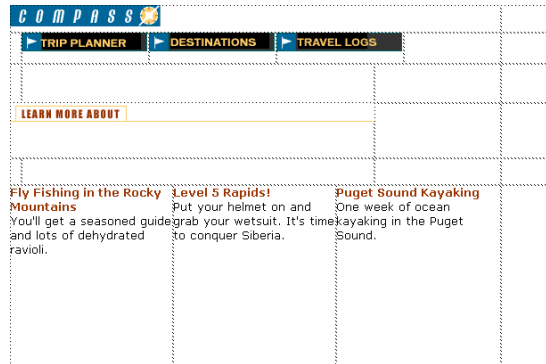 COMPASS
TRIP PLANNER DESTINATIONS TRAVEL LOGS
LEARN MORE ABOUT
Fly Fishing in the Rocky
Mountains
You'll get a seasoned guide
and lots of dehydrated
ravioli.
Level 5 Rapids!
Put your helmet on and
grab your wetsuit. It's time
to conquer Siberia.
Puget Sound Kayaking
One week of ocean
kayaking in the Puget
Sound.